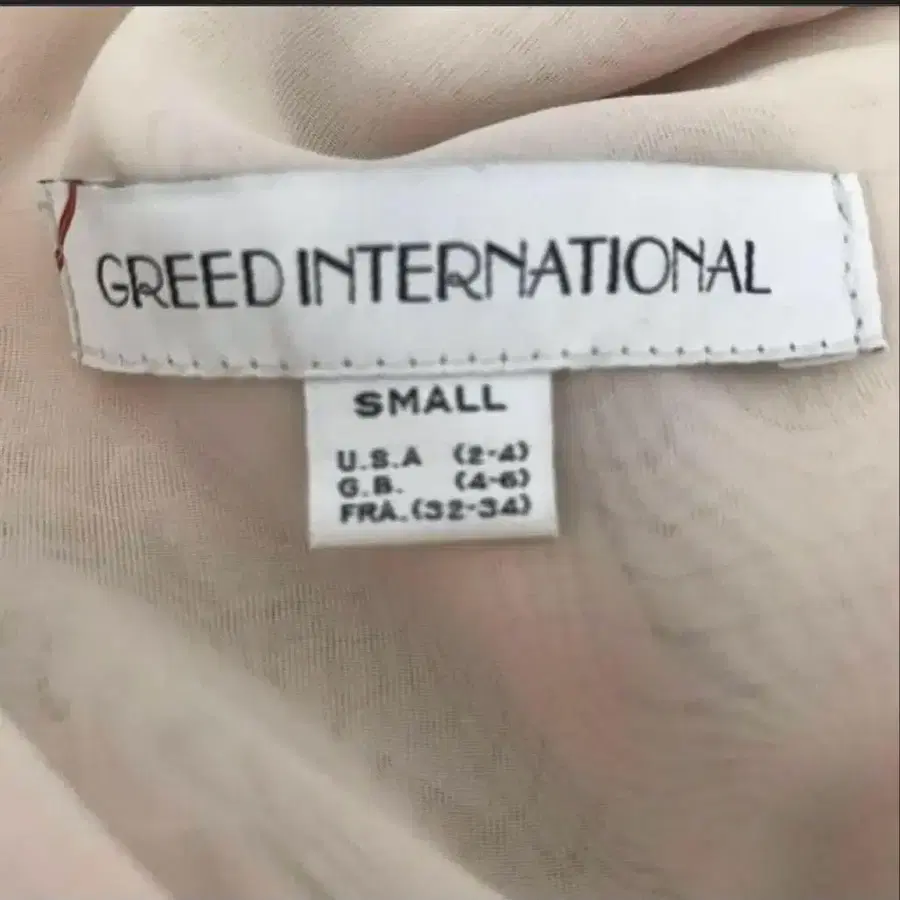 GREED INTERNATIONAL
SMALL
U.S.A (2-4)
G.B. (4-6)
FRA.(32-34)